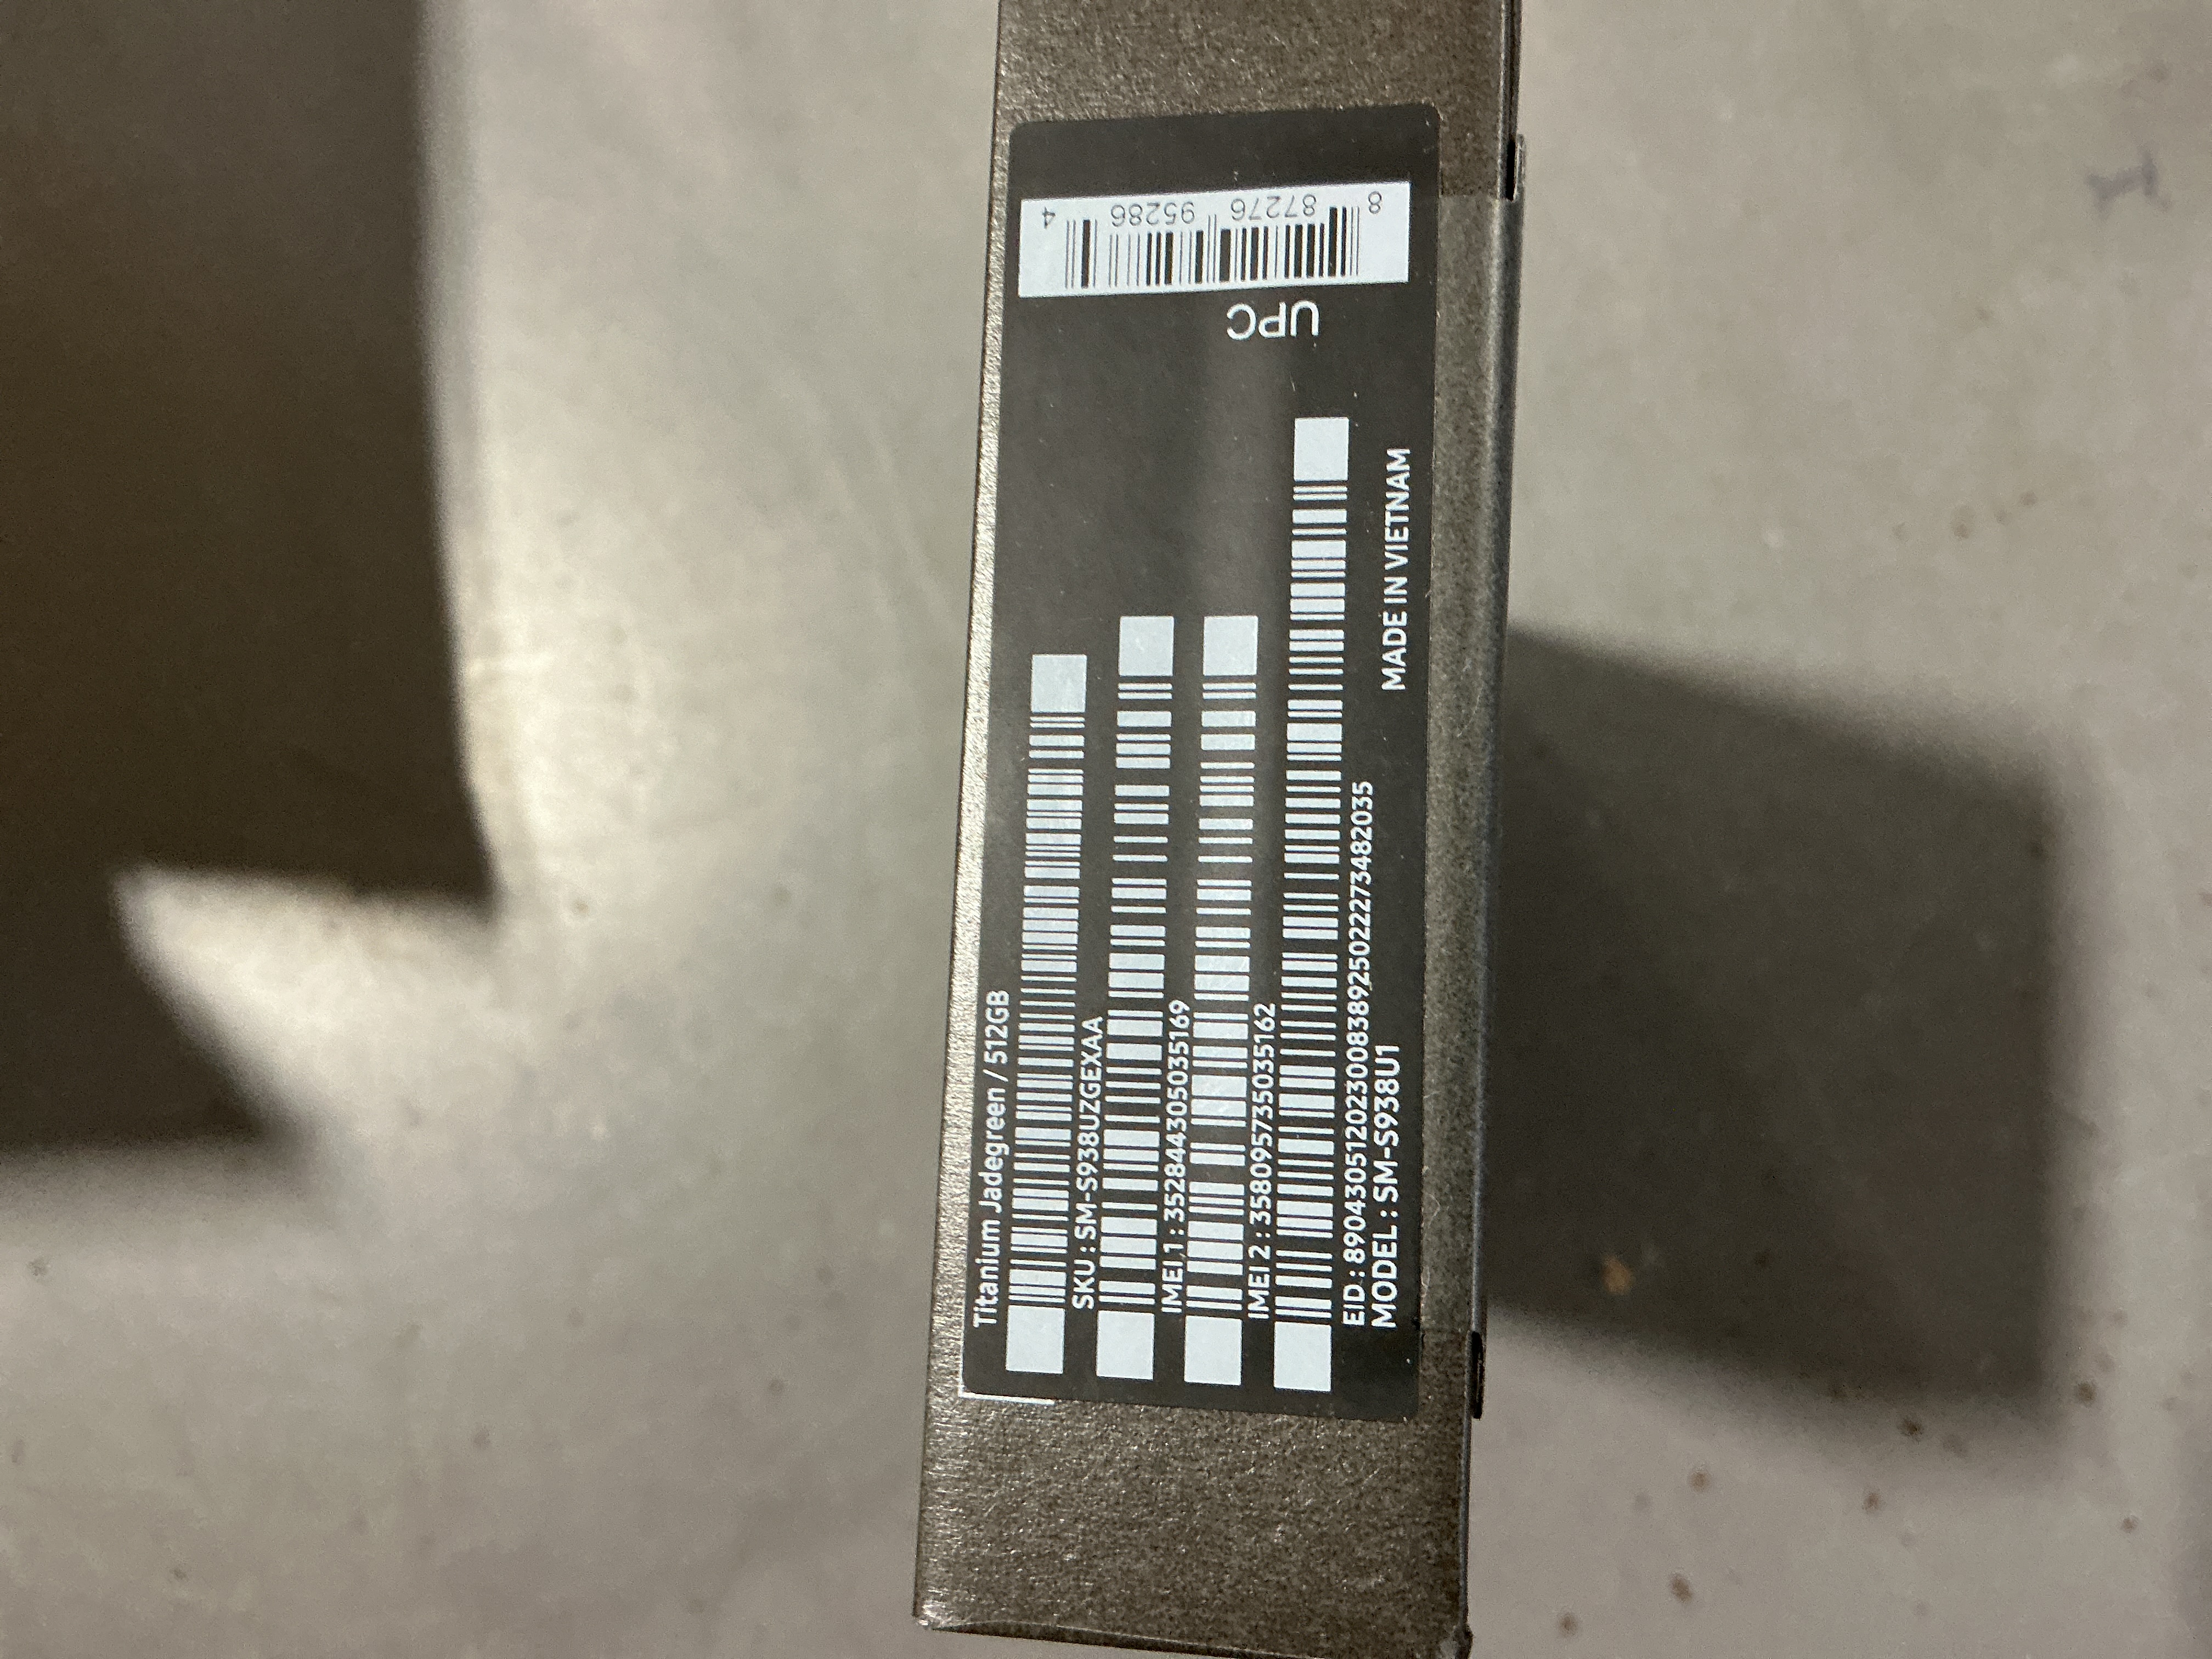 Titanium Jadegreen / 512GB
SKU : SM-S938UZGEXAA
IMEI 1 : 352844305035169
IMEI 2 : 358095735035162
EID : 89043051202300838925022273482035
MODEL : SM-S938U1
MADE IN VIETNAM
UPC
8 87276 95286 4